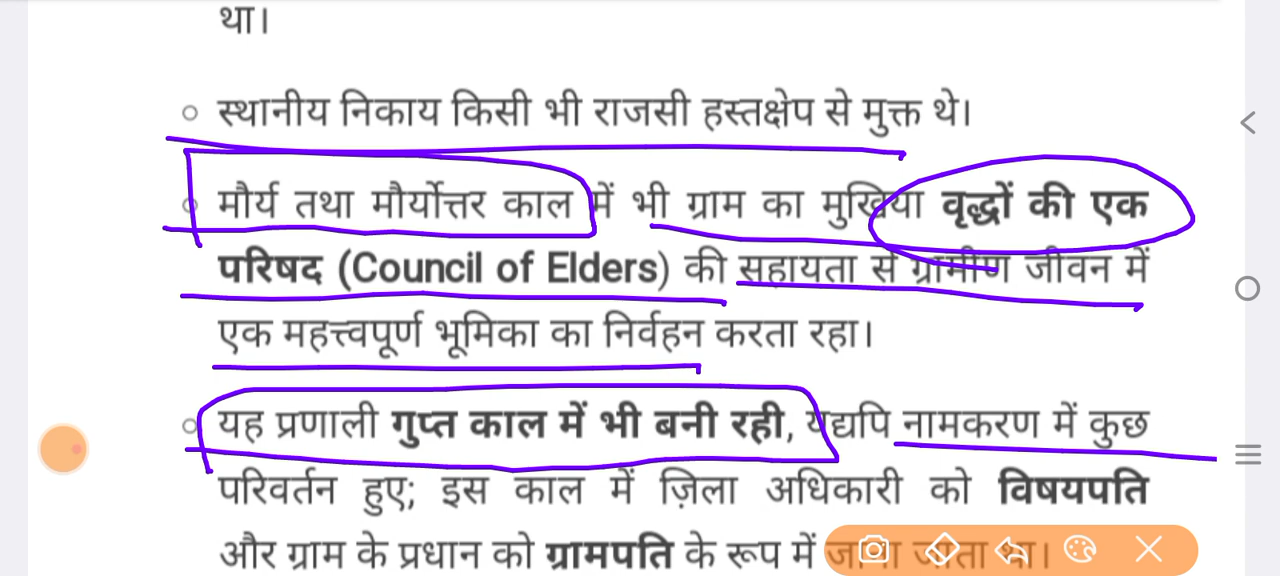 था।
स्थानीय निकाय किसी भी राजसी हस्तक्षेप से मुक्त थे।
मौर्य तथा मौर्योत्तर काल में भी ग्राम का मुखिया वृद्धों की एक
परिषद (Council of Elders) की सहायता से ग्रामीण जीवन में
एक महत्त्वपूर्ण भूमिका का निर्वहन करता रहा।
यह प्रणाली गुप्त काल में भी बनी रही, यद्यपि नामकरण में कुछ
परिवर्तन हुए; इस काल में ज़िला अधिकारी को विषयपति
और ग्राम के प्रधान को ग्रामपति के रूप में जाना जाता था।